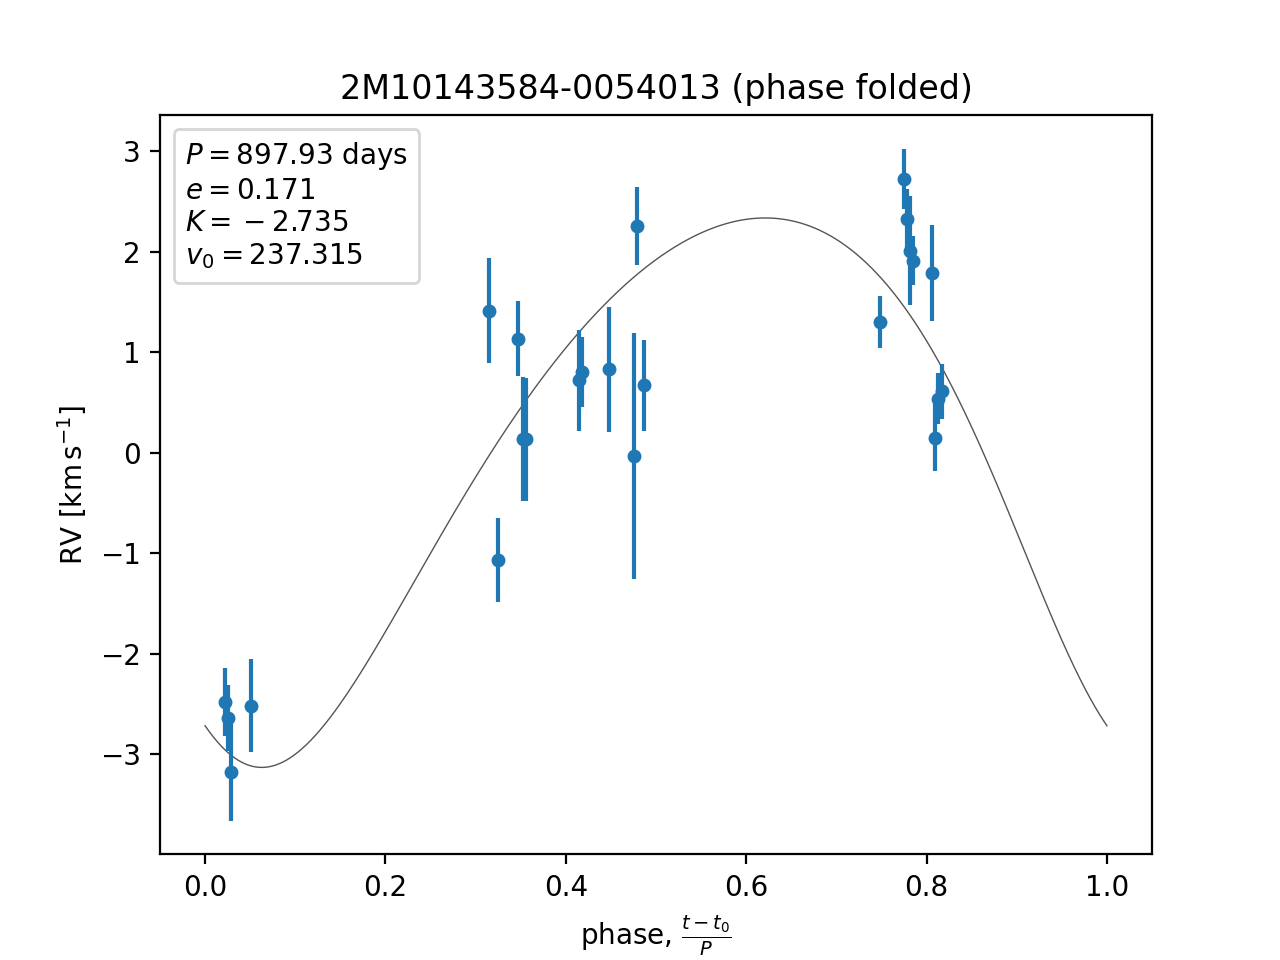 2M10143584-0054013 (phase folded)
P = 897.93 days
e = 0.171
K = −2.735
v₀ = 237.315
RV [km s⁻¹]
3
2
1
0
−1
−2
−3
0.0 0.2 0.4 0.6 0.8 1.0
phase, (t − t₀)/P